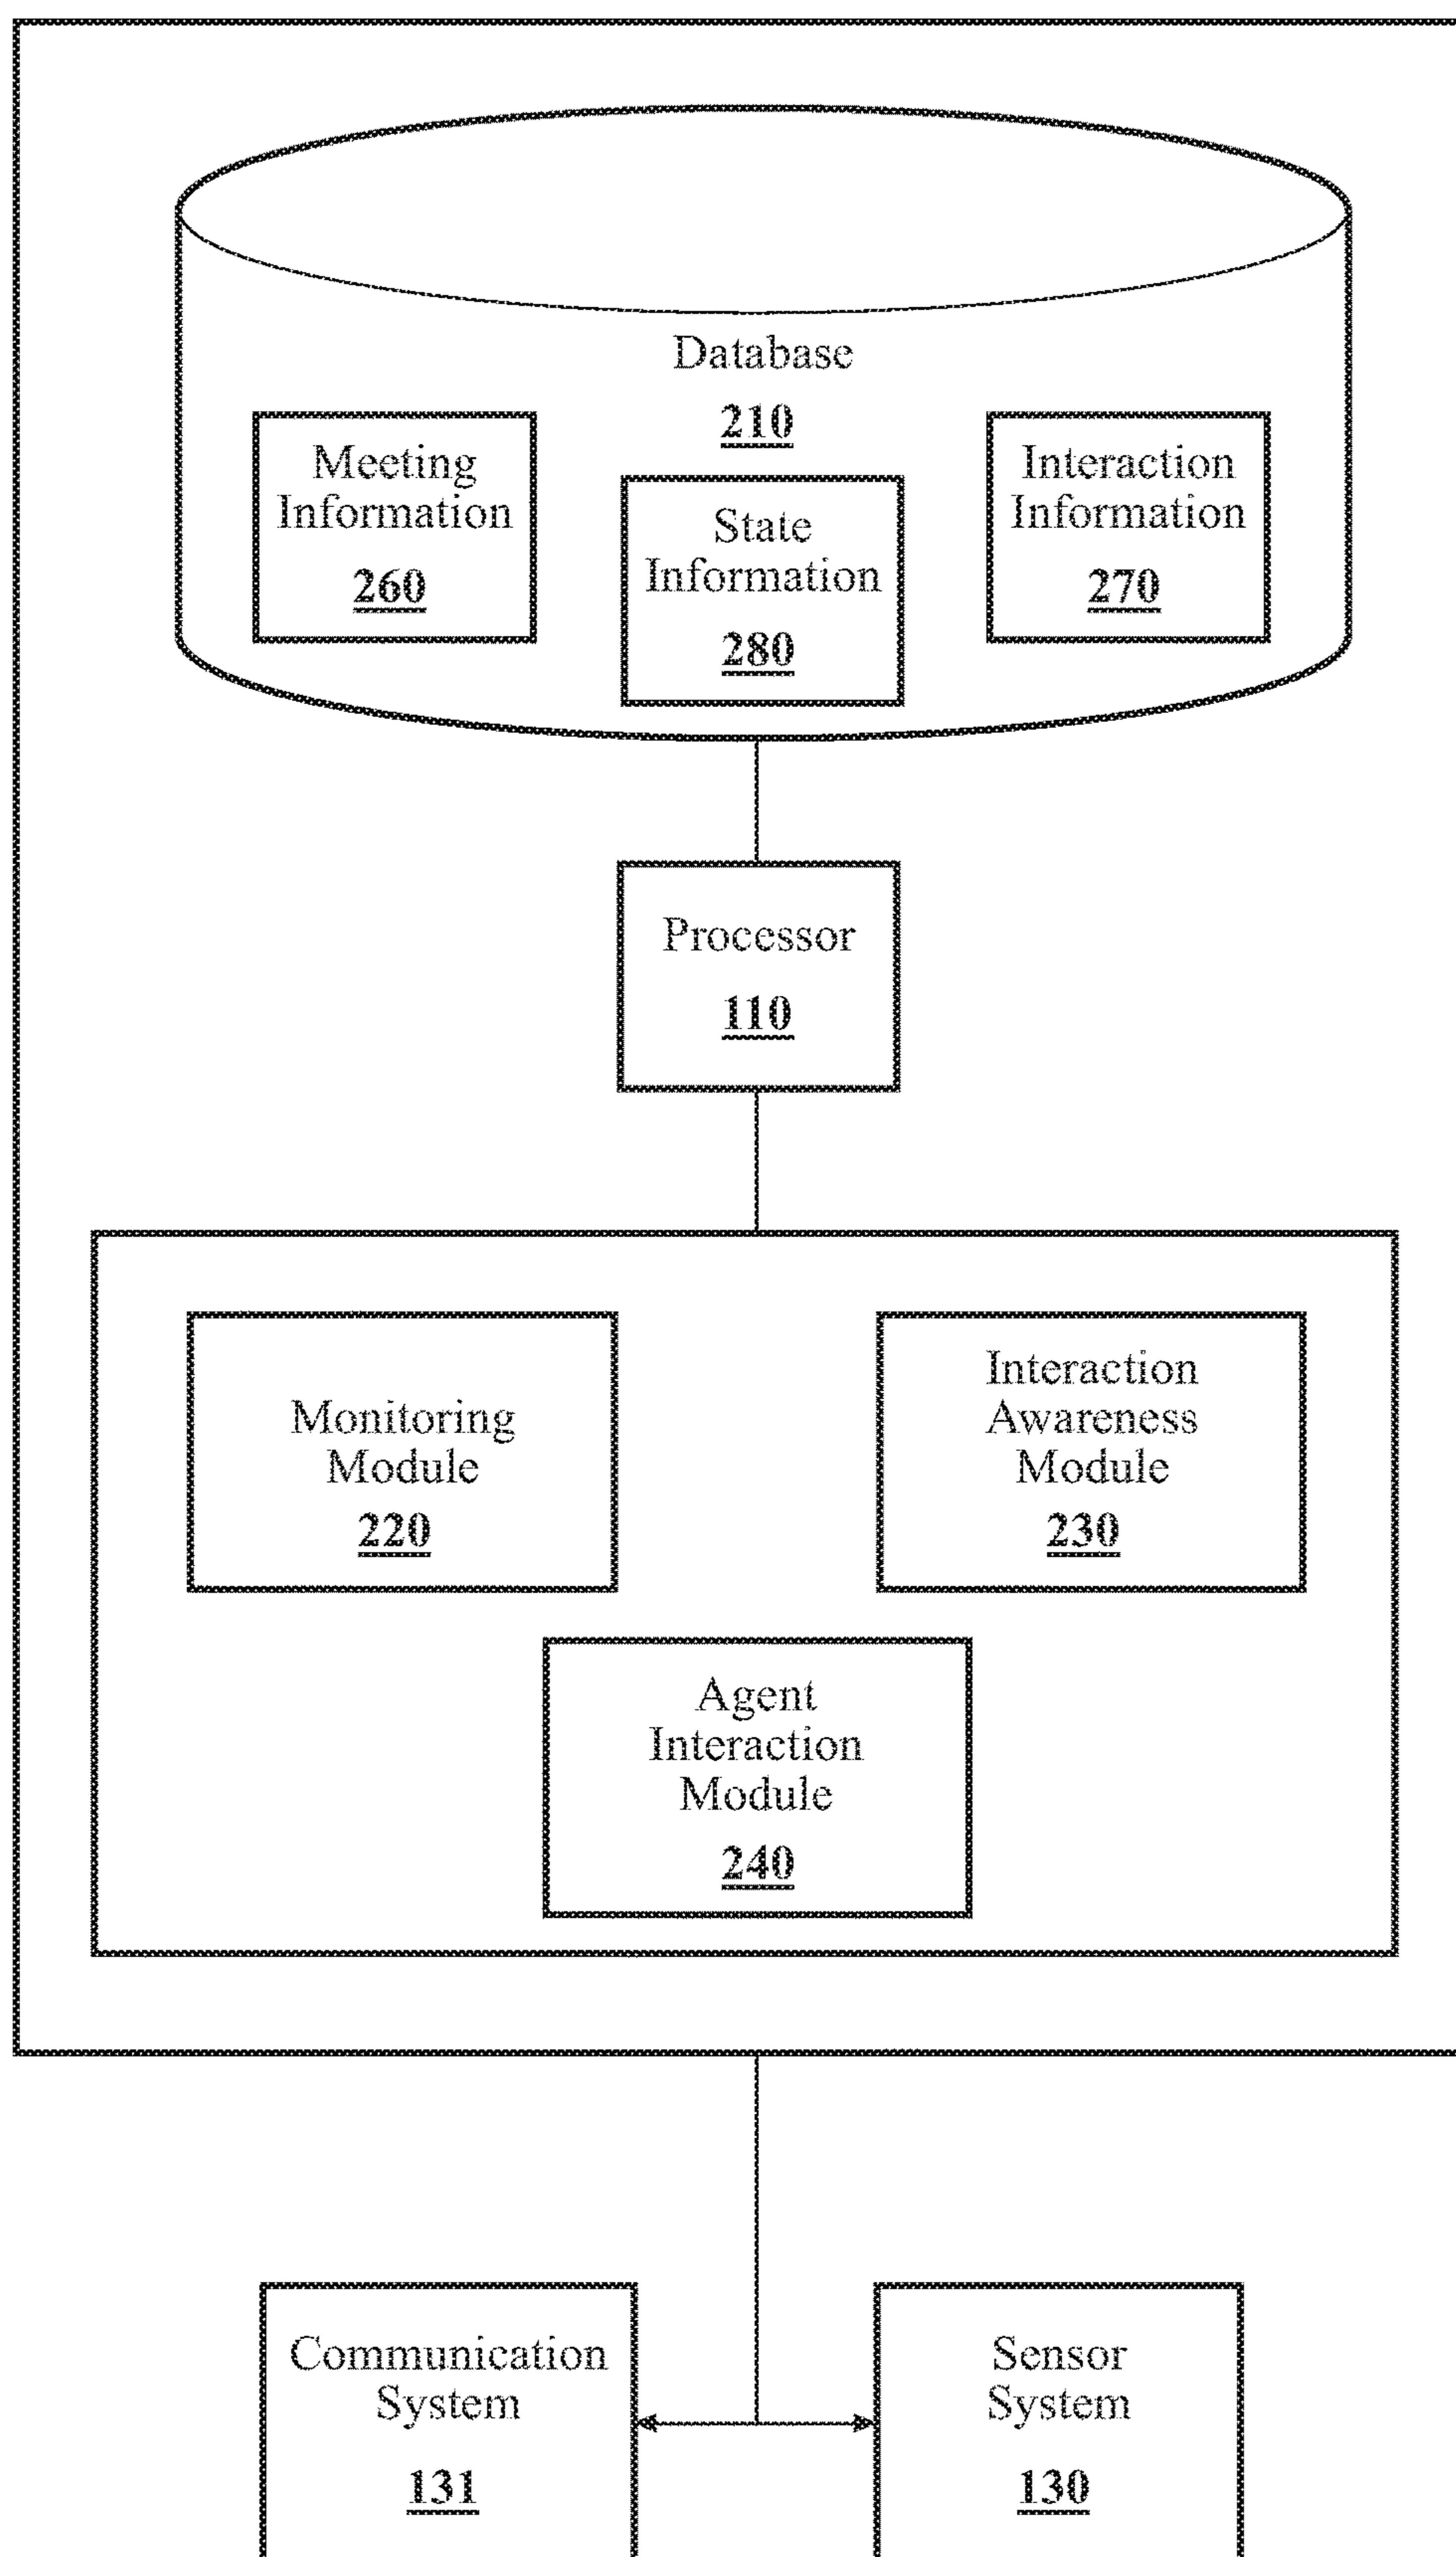 Database
210
Meeting
Information
260
State
Information
280
Interaction
Information
270
Processor
110
Monitoring
Module
220
Interaction
Awareness
Module
230
Agent
Interaction
Module
240
Communication
System
131
Sensor
System
130